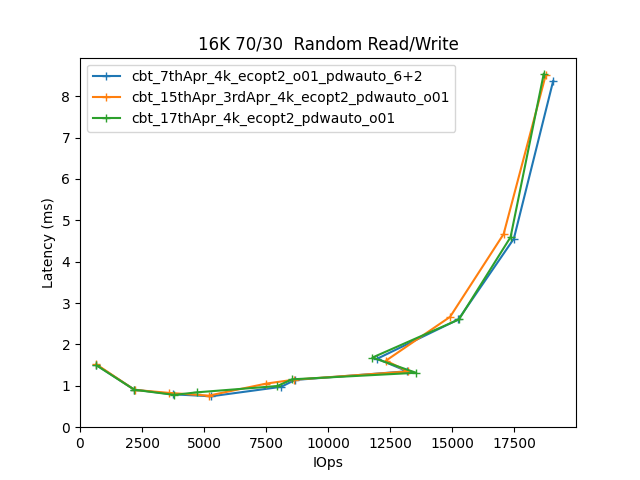 16K 70/30  Random Read/Write
cbt_7thApr_4k_ecopt2_o01_pdwauto_6+2
cbt_15thApr_3rdApr_4k_ecopt2_pdwauto_o01
cbt_17thApr_4k_ecopt2_pdwauto_o01
Latency (ms)
8
7
6
5
4
3
2
1
0
0 2500 5000 7500 10000 12500 15000 17500
IOps